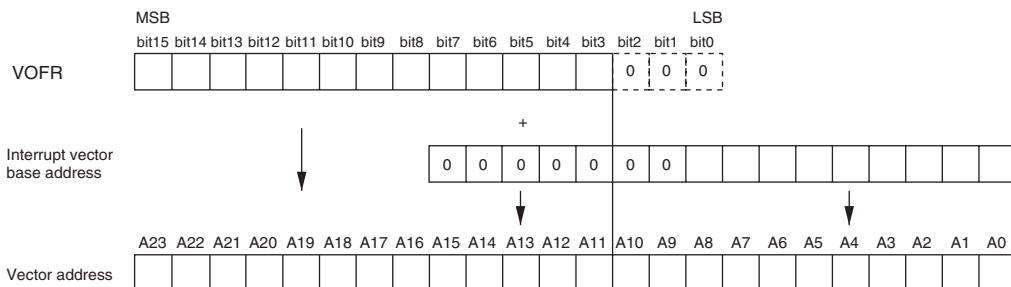 MSB LSB
bit15 bit14 bit13 bit12 bit11 bit10 bit9 bit8 bit7 bit6 bit5 bit4 bit3 bit2 bit1 bit0
VOFR 0 0 0
+
Interrupt vector
base address
0 0 0 0 0 0 0
A23 A22 A21 A20 A19 A18 A17 A16 A15 A14 A13 A12 A11 A10 A9 A8 A7 A6 A5 A4 A3 A2 A1 A0
Vector address